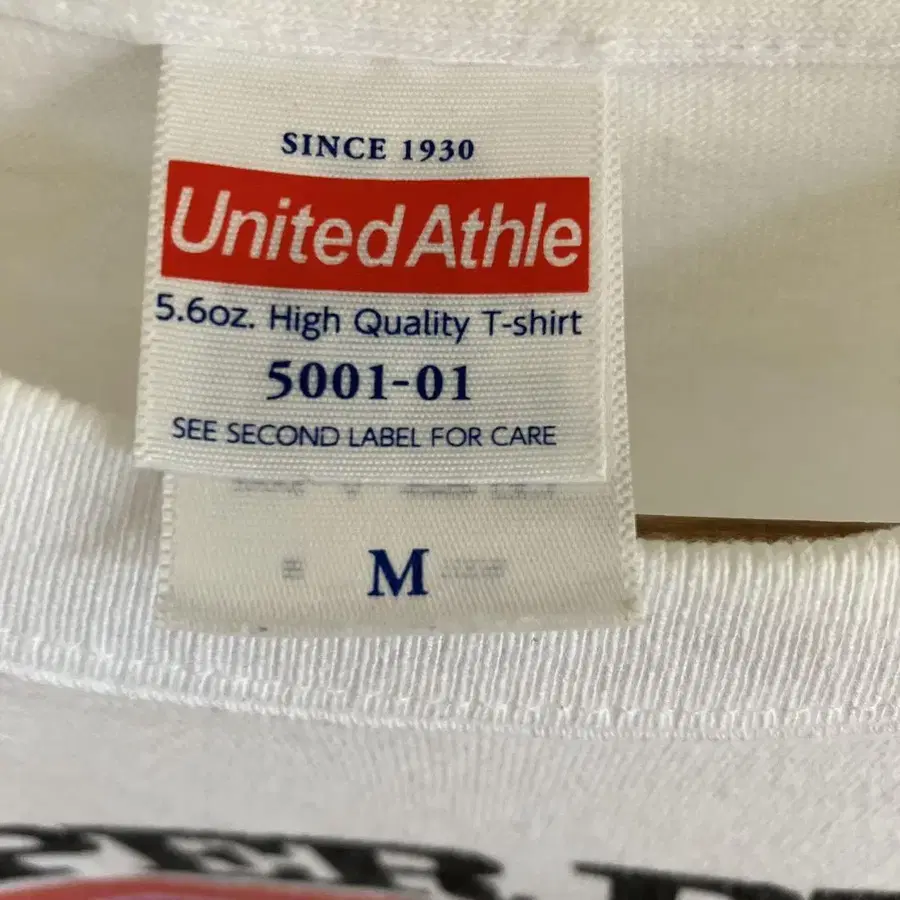 SINCE 1930
United Athle
5.6oz. High Quality T-shirt
5001-01
SEE SECOND LABEL FOR CARE
M